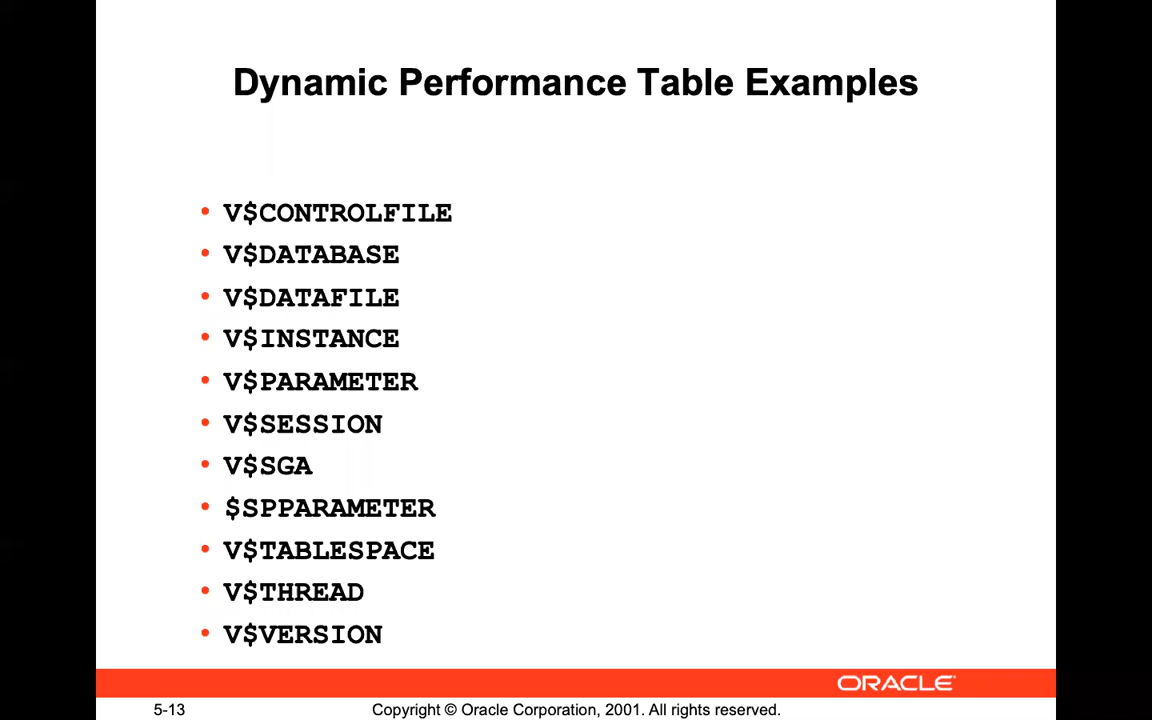 Dynamic Performance Table Examples
• V$CONTROLFILE
• V$DATABASE
• V$DATAFILE
• V$INSTANCE
• V$PARAMETER
• V$SESSION
• V$SGA
• $SPPARAMETER
• V$TABLESPACE
• V$THREAD
• V$VERSION
ORACLE
5-13 Copyright © Oracle Corporation, 2001. All rights reserved.